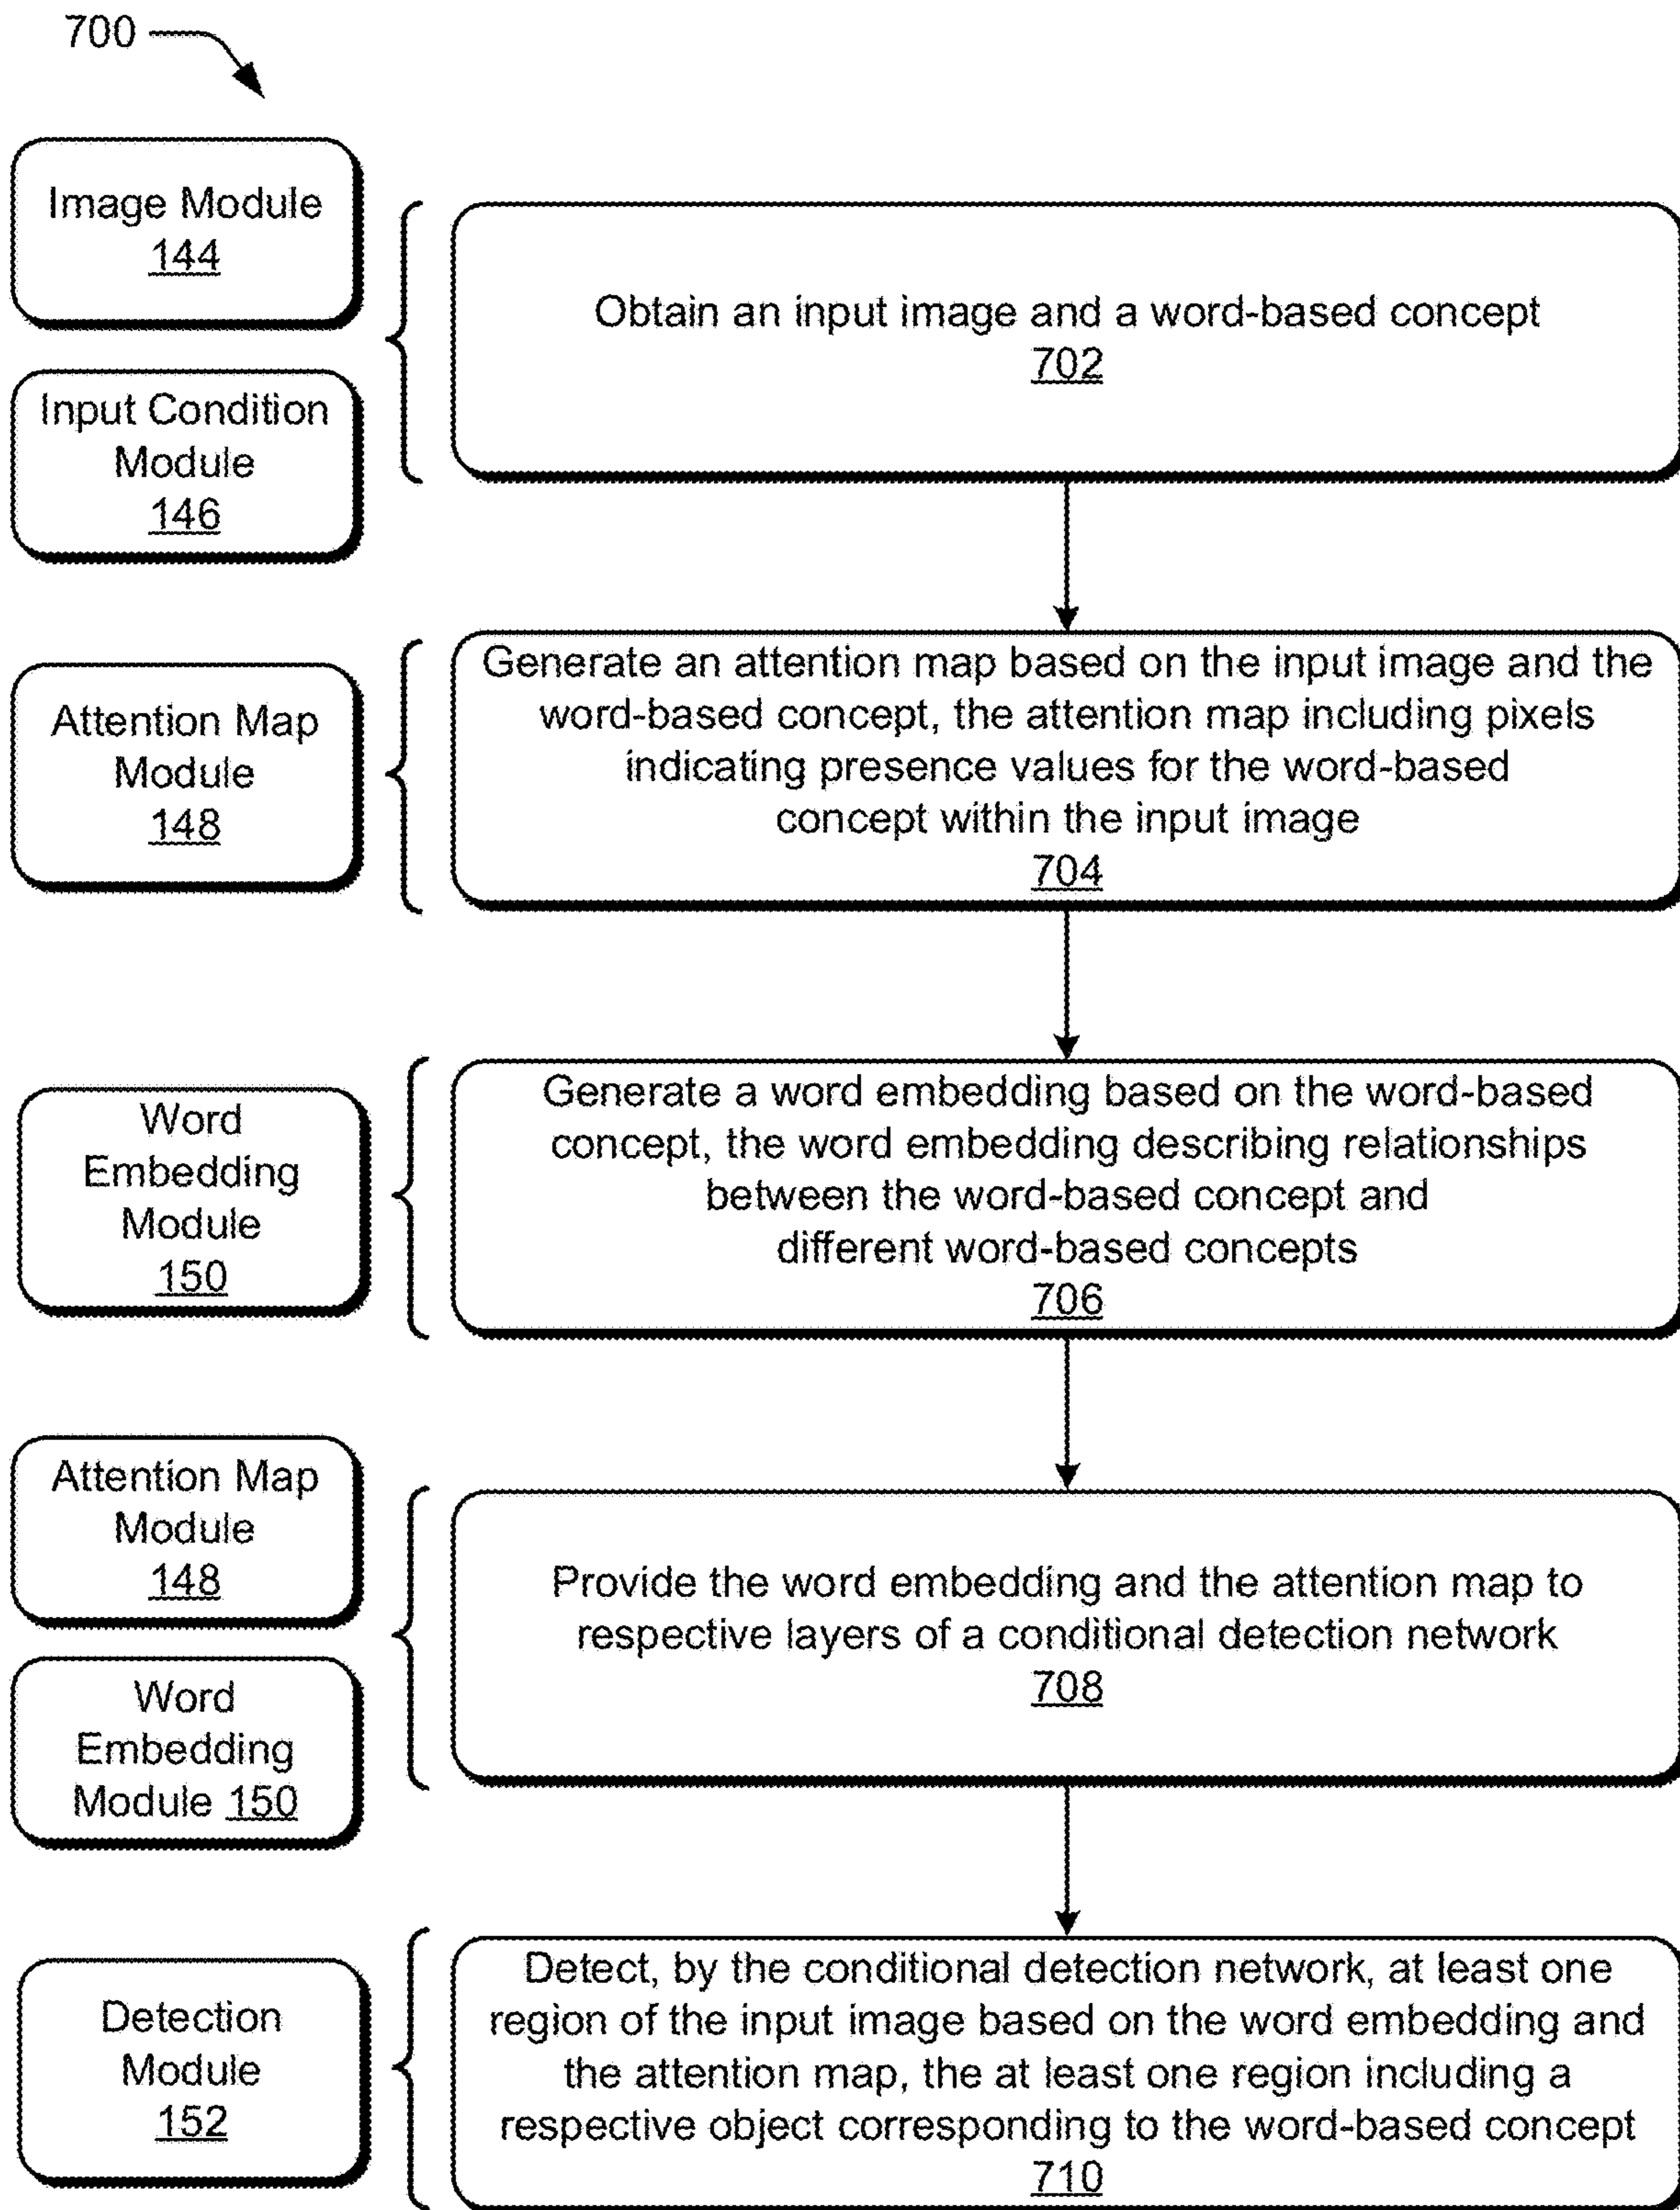 700
Image Module
144
Input Condition
Module
146
Obtain an input image and a word-based concept
702
Attention Map
Module
148
Generate an attention map based on the input image and the
word-based concept, the attention map including pixels
indicating presence values for the word-based
concept within the input image
704
Word
Embedding
Module
150
Generate a word embedding based on the word-based
concept, the word embedding describing relationships
between the word-based concept and
different word-based concepts
706
Attention Map
Module
148
Word
Embedding
Module 150
Provide the word embedding and the attention map to
respective layers of a conditional detection network
708
Detection
Module
152
Detect, by the conditional detection network, at least one
region of the input image based on the word embedding and
the attention map, the at least one region including a
respective object corresponding to the word-based concept
710